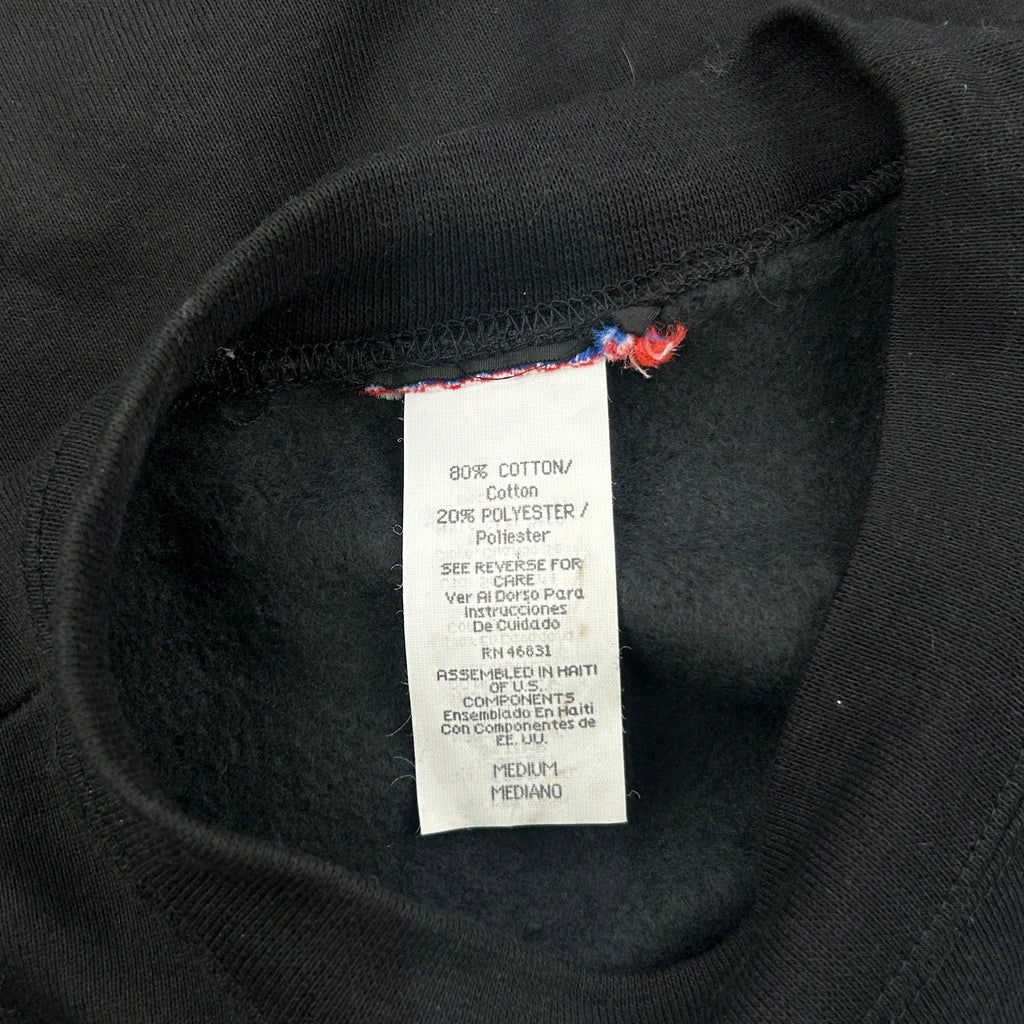 80% COTTON/
Cotton
20% POLYESTER /
Poliester
SEE REVERSE FOR
CARE
Ver Al Dorso Para
Instrucciones
De Cuidado
RN 46831
ASSEMBLED IN HAITI
OF U.S.
COMPONENTS
Ensemblado En Haiti
Con Componentes de
EE. UU.
MEDIUM
MEDIANO